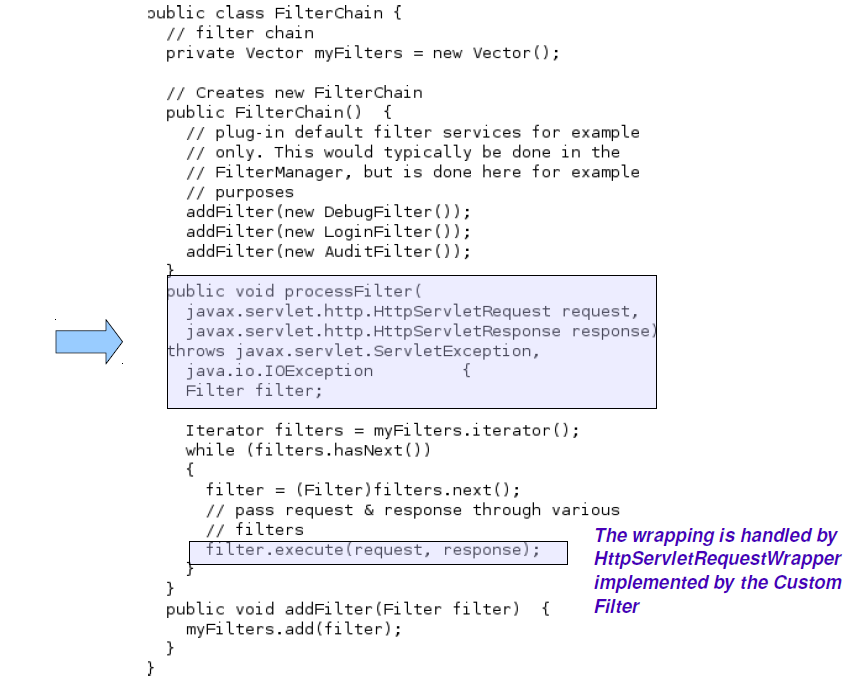 public class FilterChain {
// filter chain
private Vector myFilters = new Vector();
// Creates new FilterChain
public FilterChain()  {
// plug-in default filter services for example
// only. This would typically be done in the
// FilterManager, but is done here for example
// purposes
addFilter(new DebugFilter());
addFilter(new LoginFilter());
addFilter(new AuditFilter());
}
public void processFilter(
javax.servlet.http.HttpServletRequest request,
javax.servlet.http.HttpServletResponse response)
throws javax.servlet.ServletException,
java.io.IOException         {
Filter filter;
Iterator filters = myFilters.iterator();
while (filters.hasNext())
{
filter = (Filter)filters.next();
// pass request & response through various
// filters
filter.execute(request, response);
}
}
public void addFilter(Filter filter)  {
myFilters.add(filter);
}
}
The wrapping is handled by
HttpServletRequestWrapper
implemented by the Custom
Filter